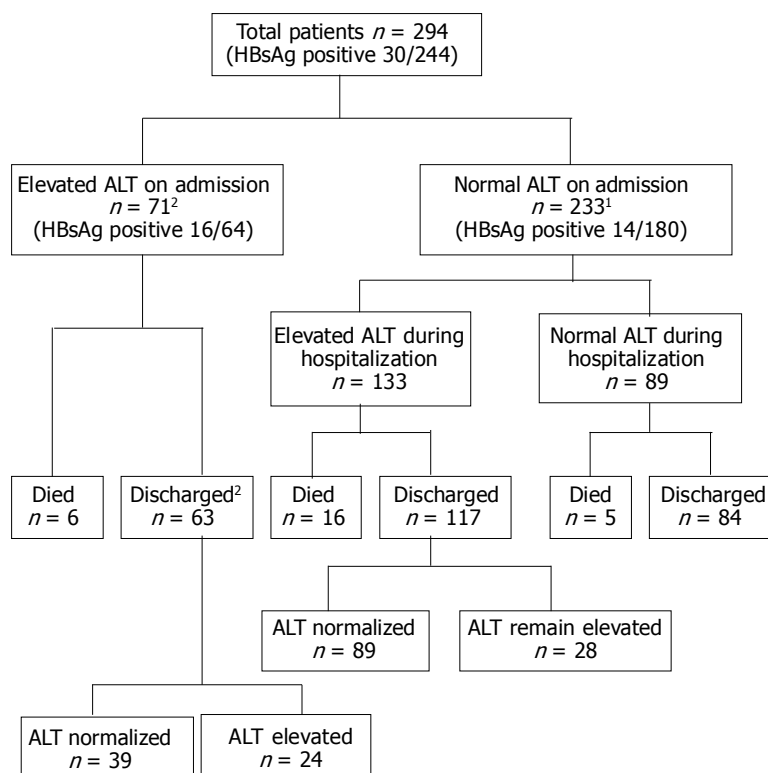 Total patients n = 294
(HBsAg positive 30/244)
Elevated ALT on admission
n = 71²
(HBsAg positive 16/64)
Normal ALT on admission
n = 233¹
(HBsAg positive 14/180)
Elevated ALT during
hospitalization
n = 133
Normal ALT during
hospitalization
n = 89
Died
n = 6
Discharged²
n = 63
Died
n = 16
Discharged
n = 117
Died
n = 5
Discharged
n = 84
ALT normalized
n = 89
ALT remain elevated
n = 28
ALT normalized
n = 39
ALT elevated
n = 24